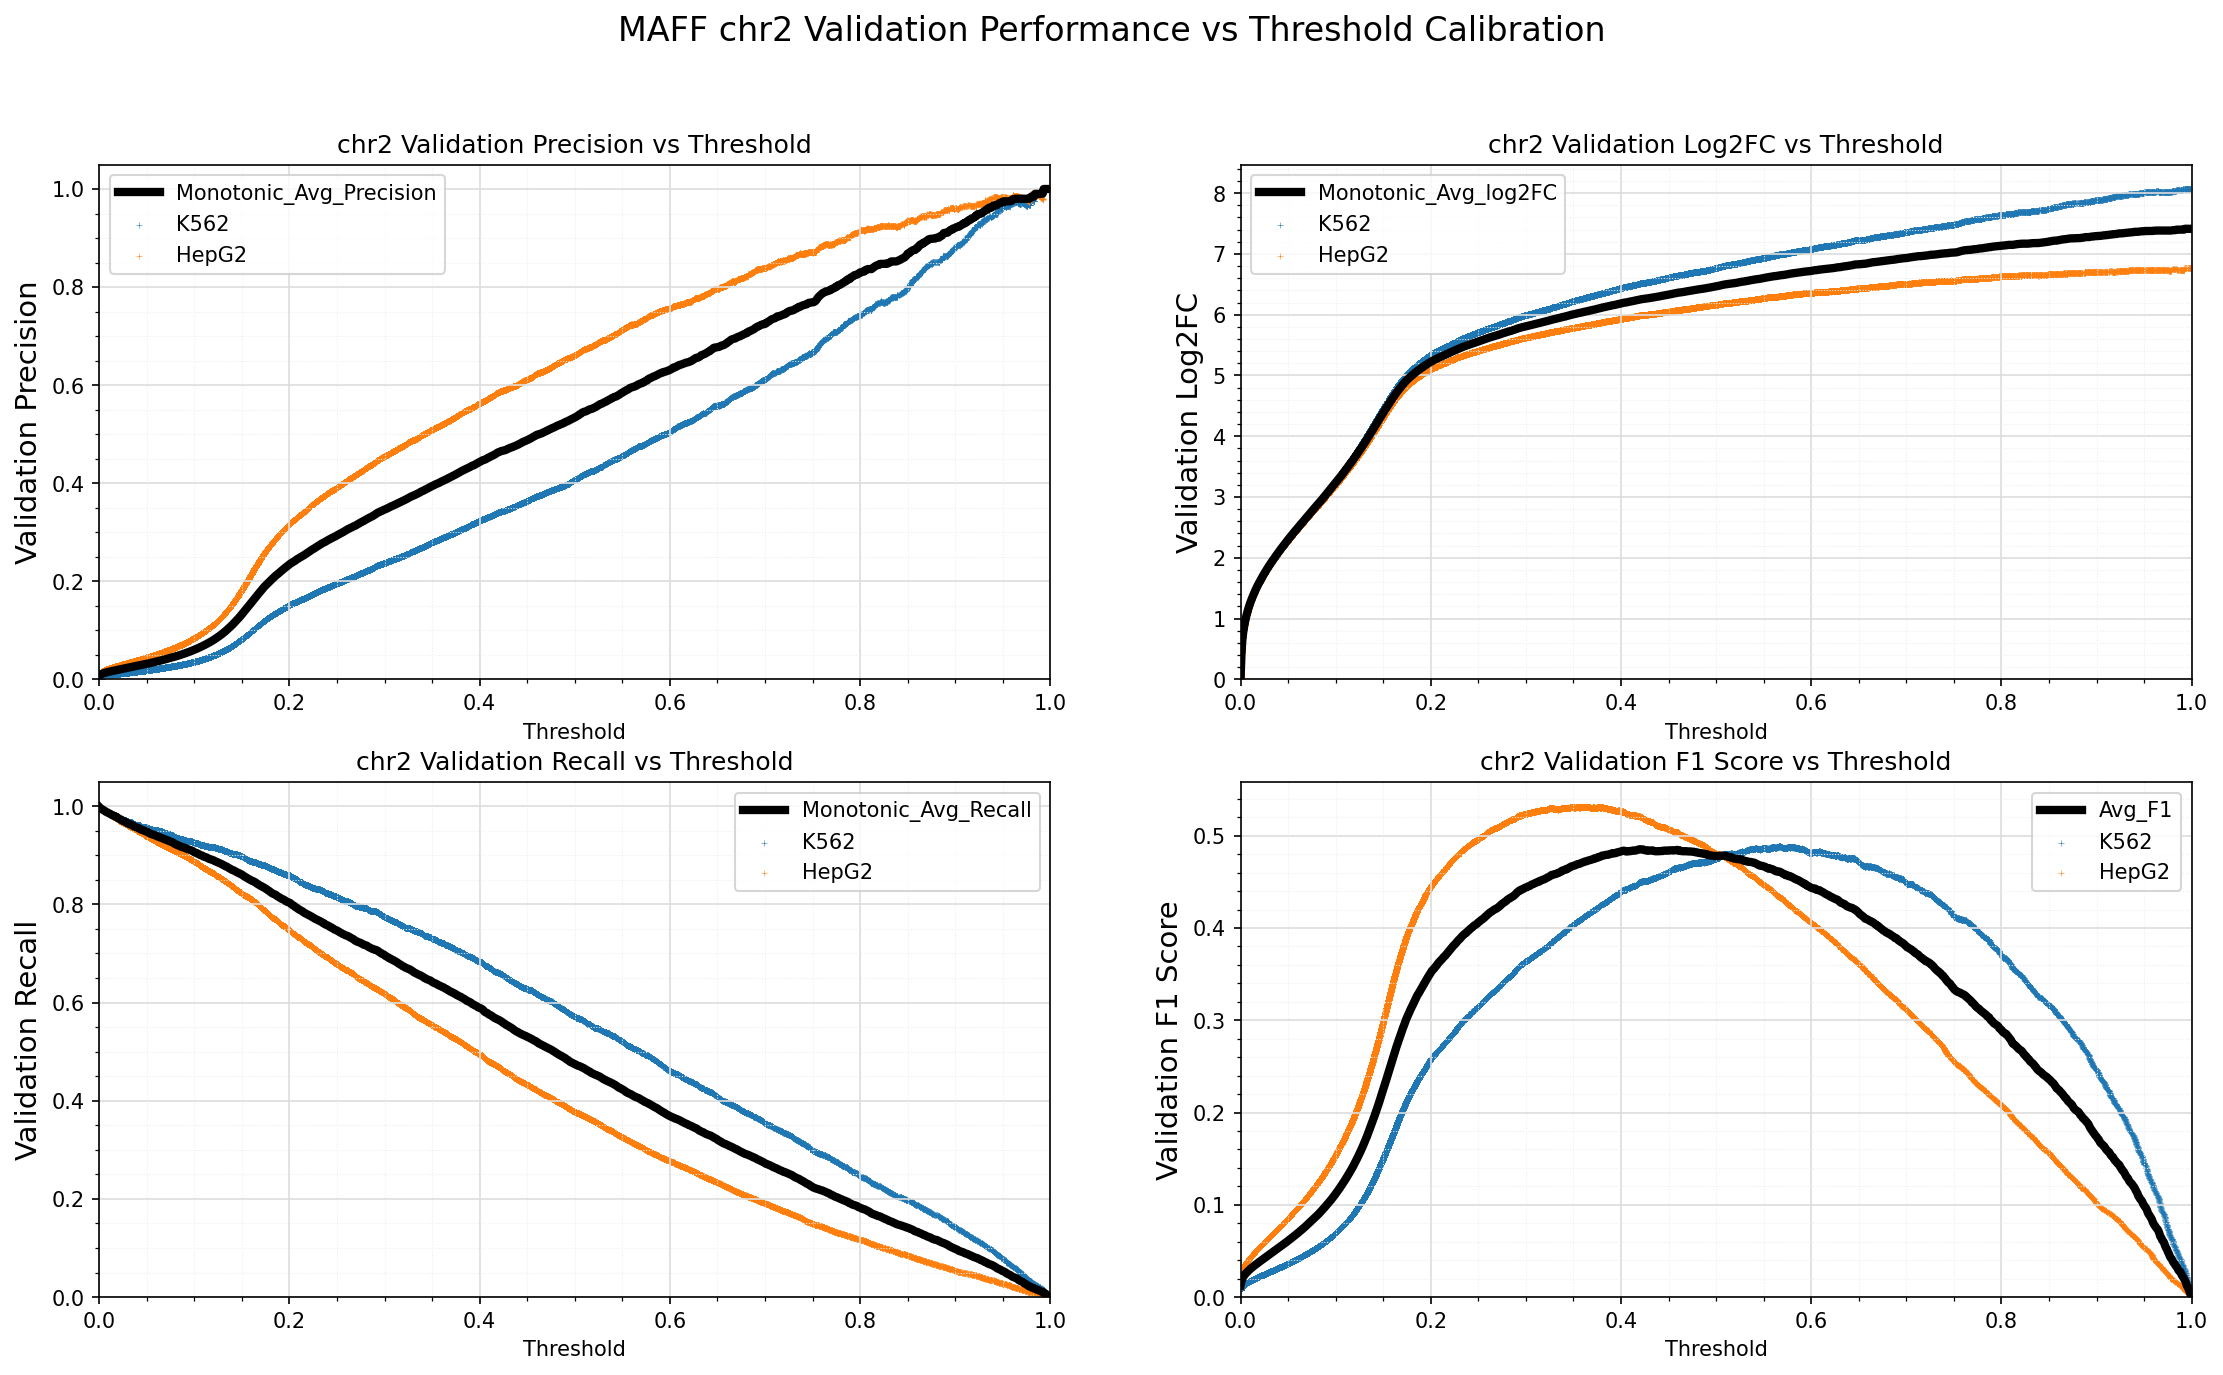 MAFF chr2 Validation Performance vs Threshold Calibration
chr2 Validation Precision vs Threshold
Validation Precision
1.0
0.8
0.6
0.4
0.2
0.0
Monotonic_Avg_Precision
K562
HepG2
0.0 0.2 0.4 0.6 0.8 1.0
Threshold
chr2 Validation Log2FC vs Threshold
Validation Log2FC
8
7
6
5
4
3
2
1
0
Monotonic_Avg_log2FC
K562
HepG2
0.0 0.2 0.4 0.6 0.8 1.0
Threshold
chr2 Validation Recall vs Threshold
Validation Recall
1.0
0.8
0.6
0.4
0.2
0.0
Monotonic_Avg_Recall
K562
HepG2
0.0 0.2 0.4 0.6 0.8 1.0
Threshold
chr2 Validation F1 Score vs Threshold
Validation F1 Score
0.5
0.4
0.3
0.2
0.1
0.0
Avg_F1
K562
HepG2
0.0 0.2 0.4 0.6 0.8 1.0
Threshold